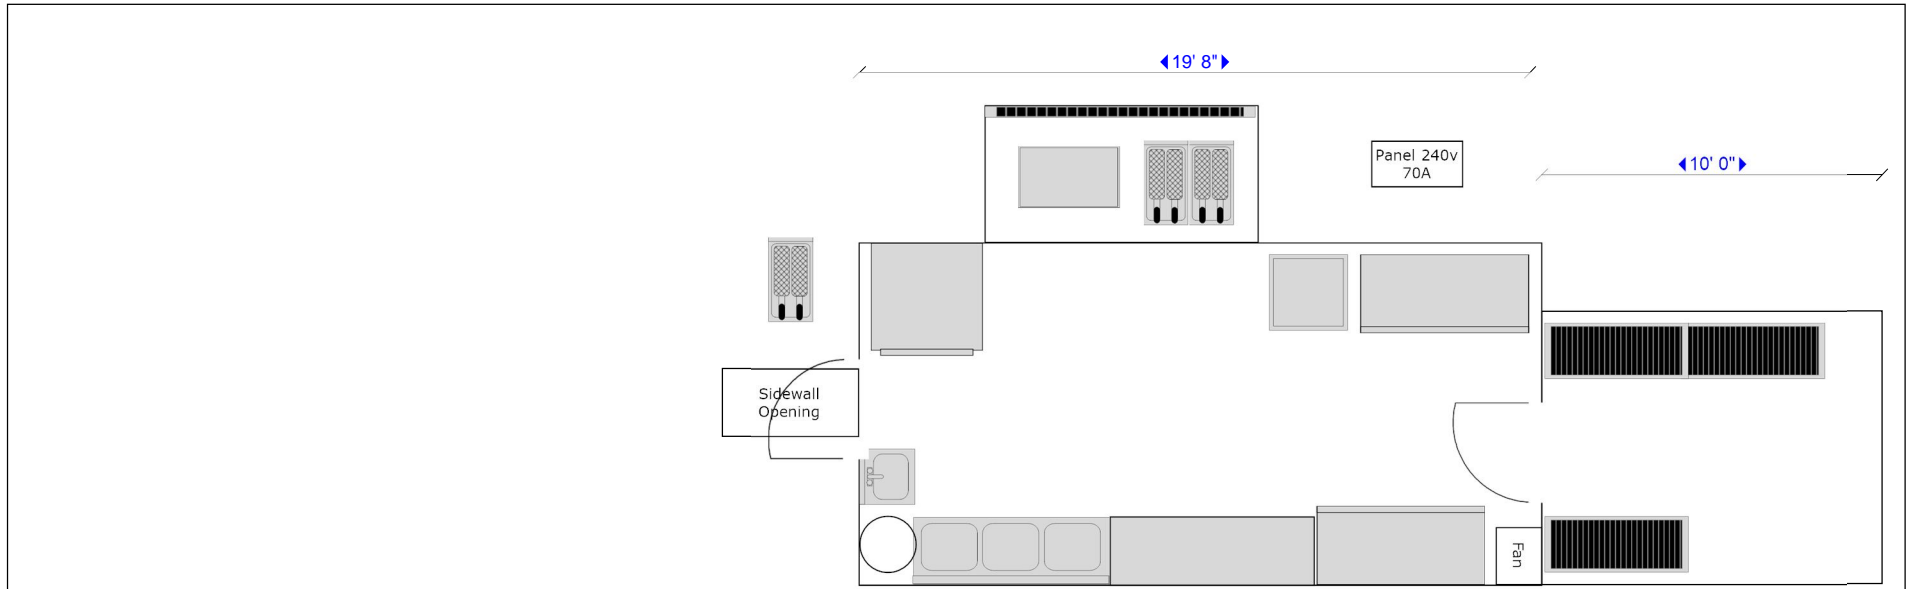 19' 8"
Panel 240v
70A
10' 0"
Sidewall
Opening
Fan